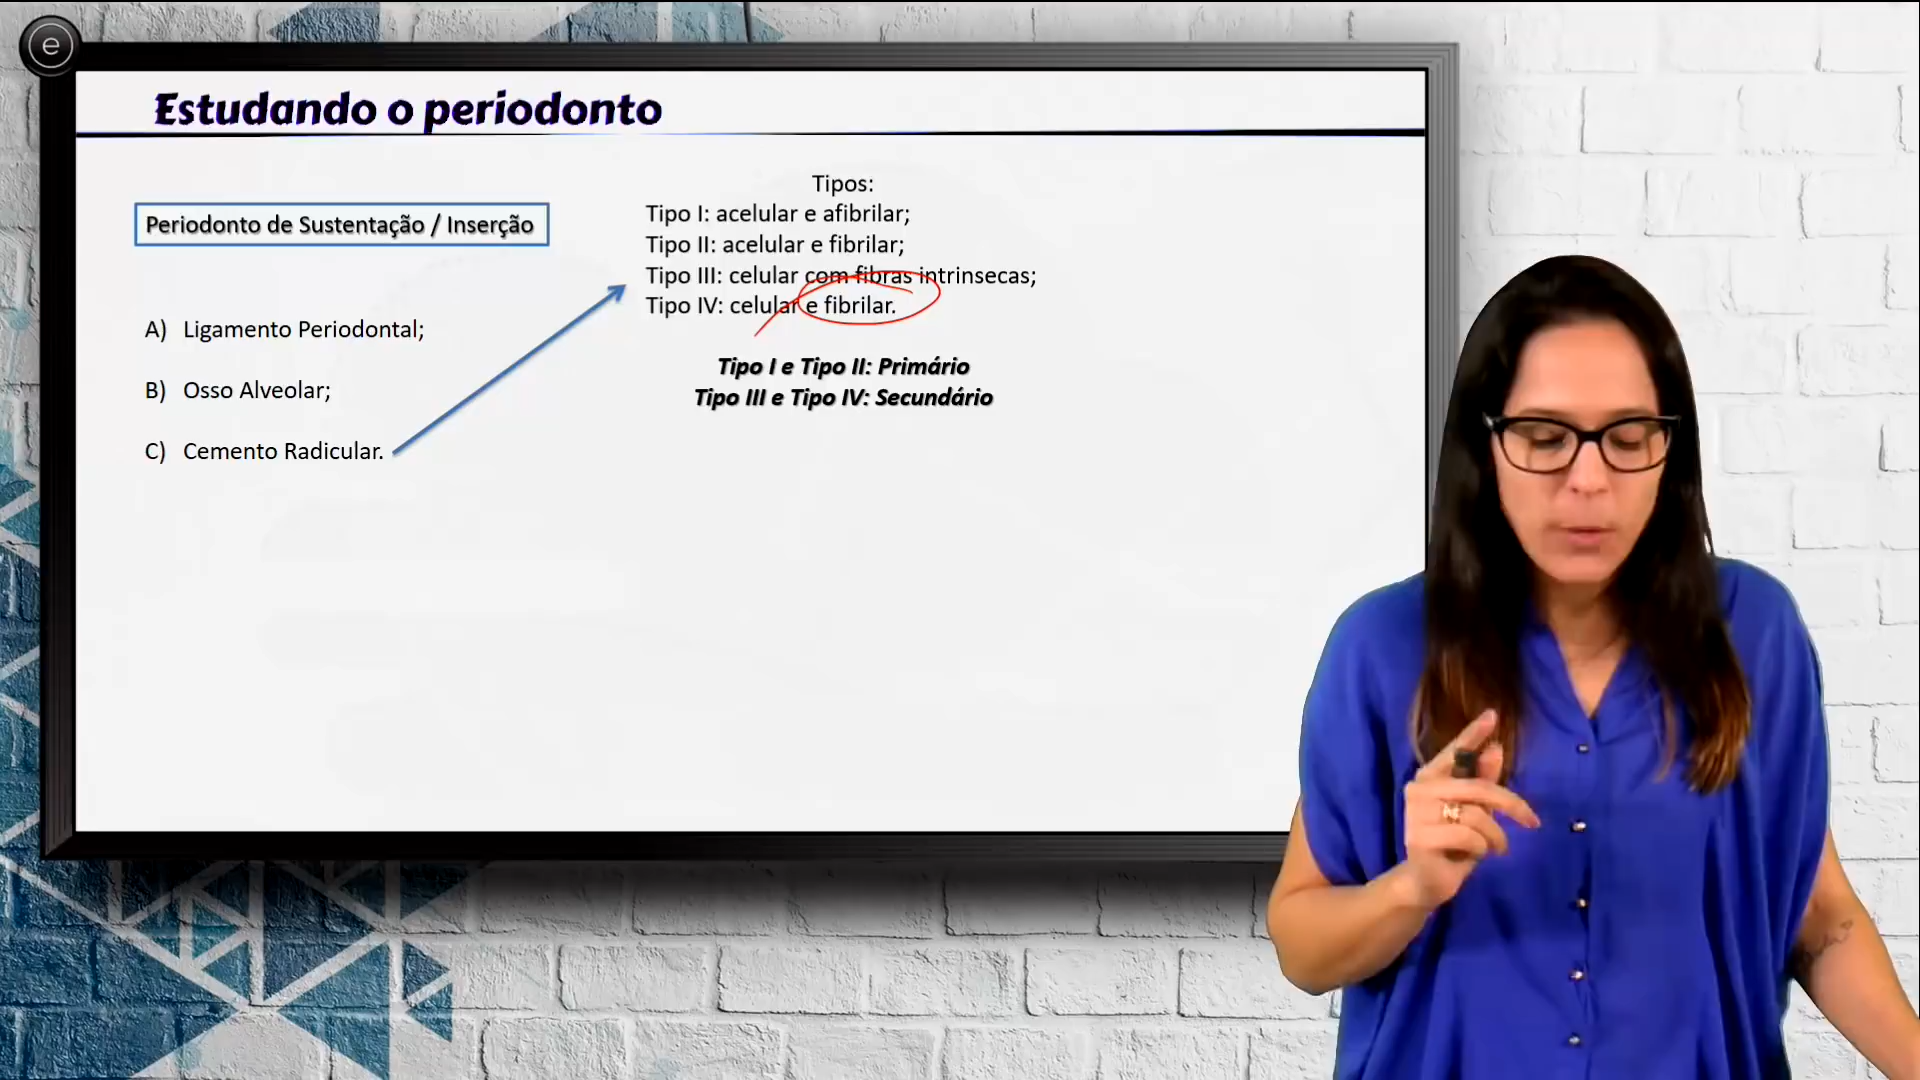 e
Estudando o periodonto
Periodonto de Sustentação / Inserção
A) Ligamento Periodontal;
B) Osso Alveolar;
C) Cemento Radicular.
Tipos:
Tipo I: acelular e afibrilar;
Tipo II: acelular e fibrilar;
Tipo III: celular com fibras intrinsecas;
Tipo IV: celular e fibrilar.
Tipo I e Tipo II: Primário
Tipo III e Tipo IV: Secundário